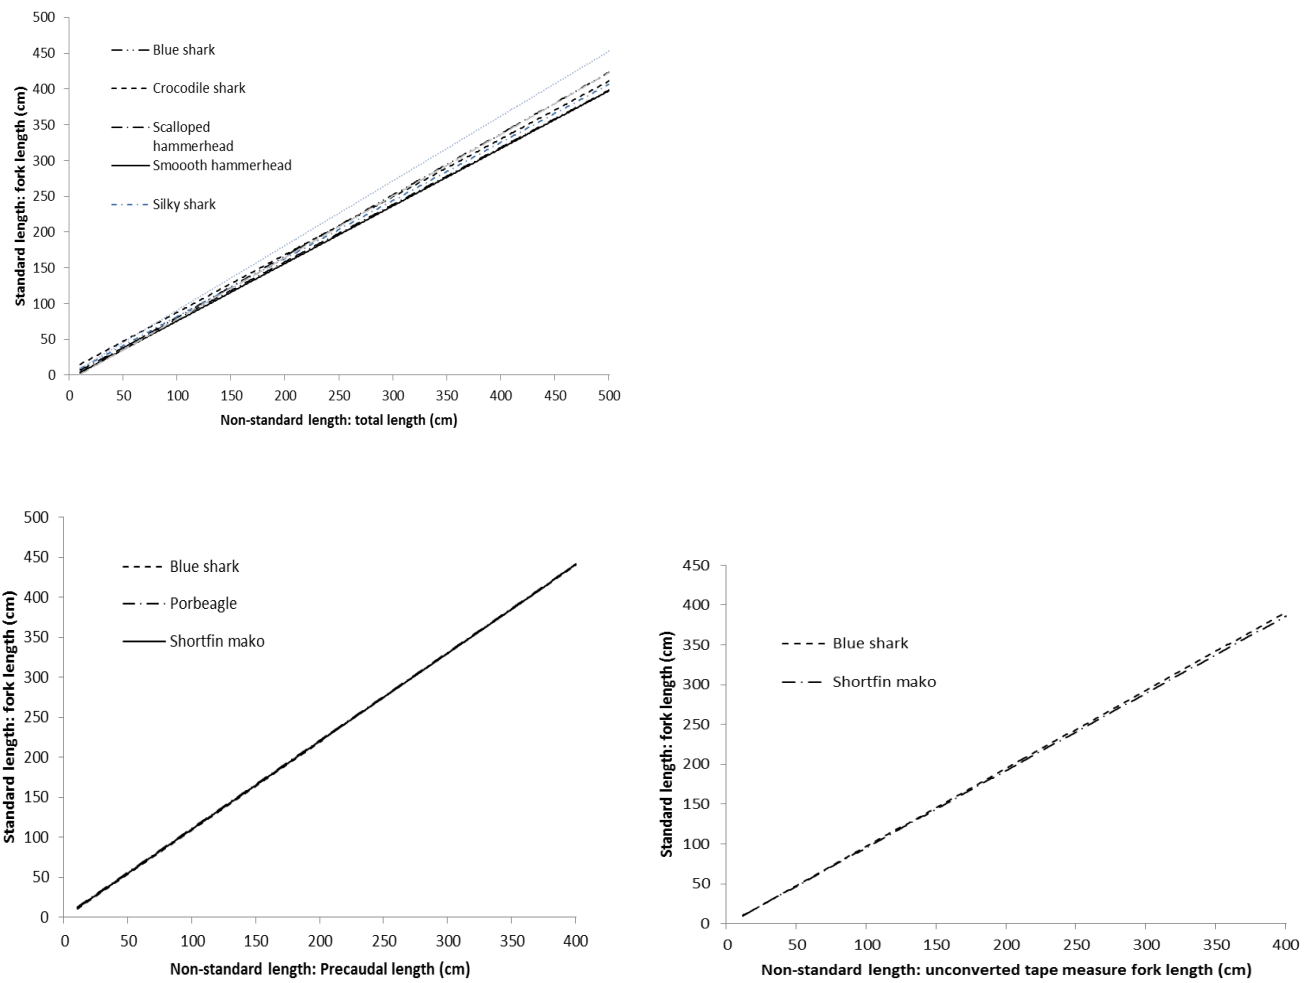 500
450
400
350
300
250
200
150
100
50
0
Standard length: fork length (cm)
Blue shark
Crocodile shark
Scalloped
hammerhead
Smoooth hammerhead
Silky shark
0 50 100 150 200 250 300 350 400 450 500
Non-standard length: total length (cm)
500
450
400
350
300
250
200
150
100
50
0
Standard length: fork length (cm)
Blue shark
Porbeagle
Shortfin mako
0 50 100 150 200 250 300 350 400
Non-standard length: Precaudal length (cm)
450
400
350
300
250
200
150
100
50
0
Standard length: fork length (cm)
Blue shark
Shortfin mako
0 50 100 150 200 250 300 350 400
Non-standard length: unconverted tape measure fork length (cm)